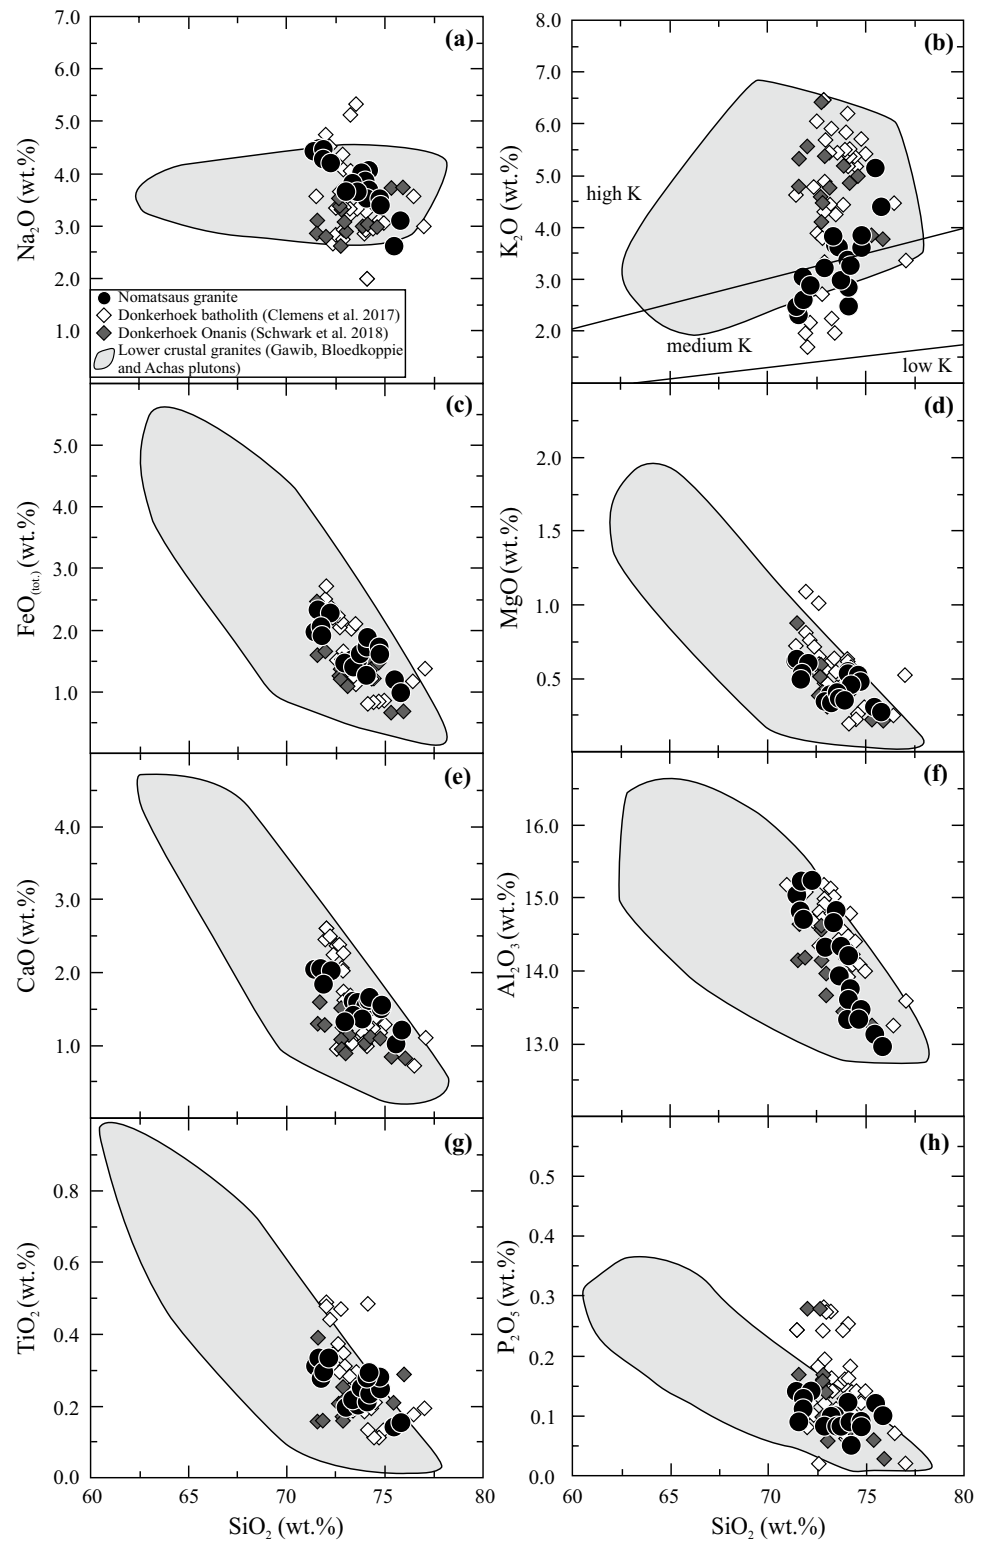 7.0
6.0
5.0
4.0
3.0
2.0
1.0
Na2O (wt.%)
(a)
Nomatsaus granite
Donkerhoek batholith (Clemens et al. 2017)
Donkerhoek Onanis (Schwark et al. 2018)
Lower crustal granites (Gawib, Bloedkoppie
and Achas plutons)
8.0
7.0
6.0
5.0
4.0
3.0
2.0
K2O (wt.%)
(b)
high K
medium K
low K
5.0
4.0
3.0
2.0
1.0
FeO(tot.) (wt.%)
(c)
2.0
1.5
1.0
0.5
MgO (wt.%)
(d)
4.0
3.0
2.0
1.0
CaO (wt.%)
(e)
16.0
15.0
14.0
13.0
Al2O3 (wt.%)
(f)
0.8
0.6
0.4
0.2
0.0
TiO2 (wt.%)
(g)
60 65 70 75 80
SiO2 (wt.%)
0.5
0.4
0.3
0.2
0.1
0.0
P2O5 (wt.%)
(h)
60 65 70 75 80
SiO2 (wt.%)